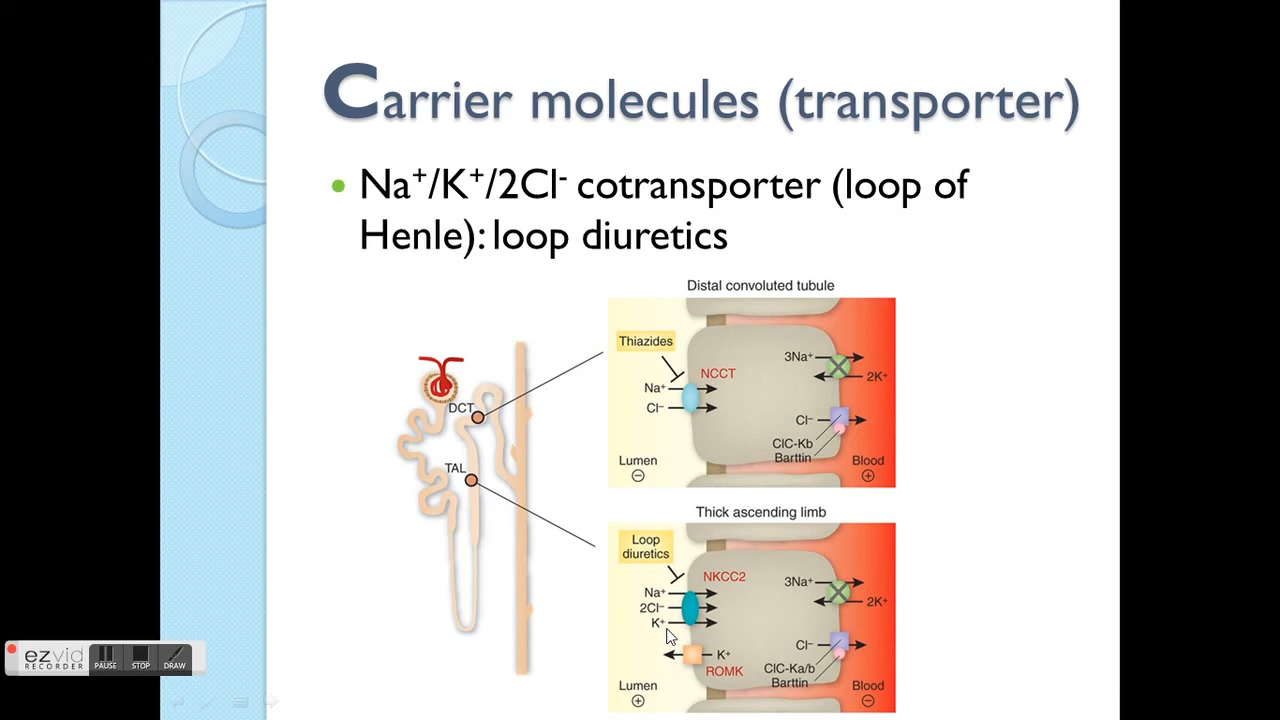 Carrier molecules (transporter)
Na⁺/K⁺/2Cl⁻ cotransporter (loop of
Henle): loop diuretics
Distal convoluted tubule
Thiazides
NCCT
Na⁺
Cl⁻
3Na⁺
2K⁺
Cl⁻
ClC-Kb
Barttin
Lumen
Blood
DCT
TAL
Thick ascending limb
Loop
diuretics
NKCC2
Na⁺
2Cl⁻
K⁺
3Na⁺
2K⁺
K⁺
ROMK
Cl⁻
ClC-Ka/b
Barttin
Lumen
Blood
ezvid
RECORDER
PAUSE
STOP
DRAW